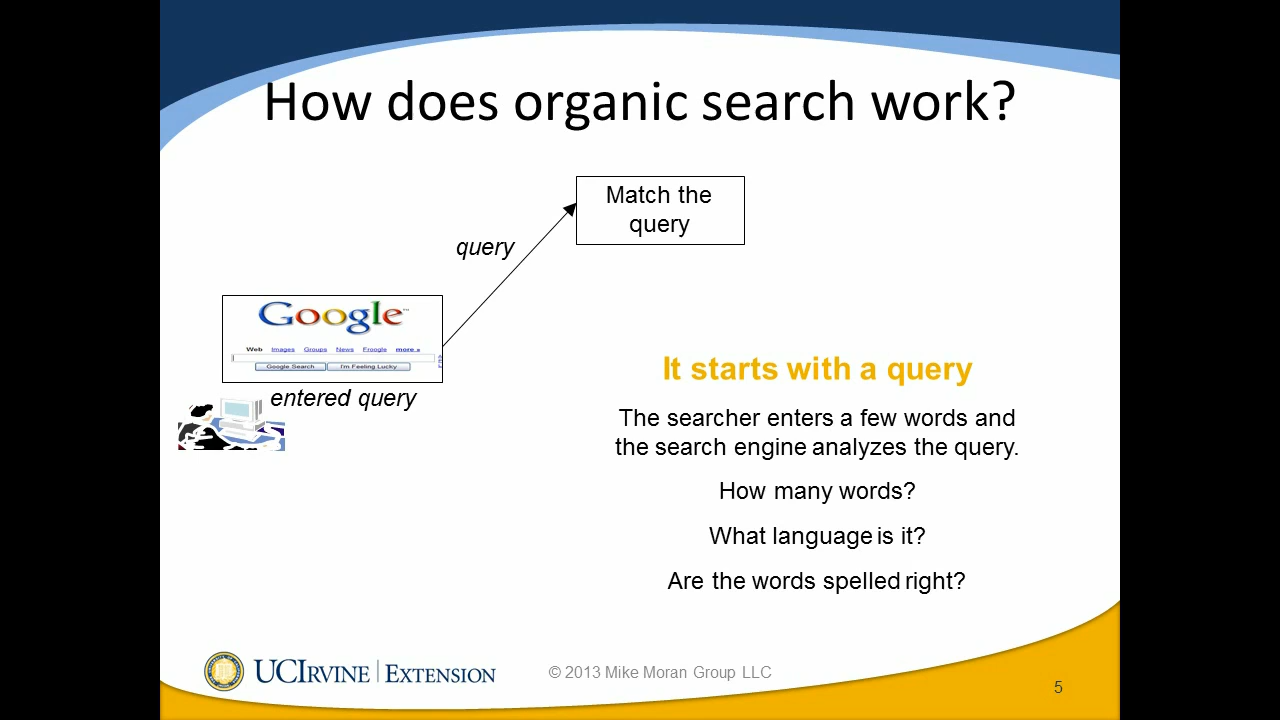 How does organic search work?
Match the
query
query
Google
Web Images Groups News Froogle more »
Google Search I'm Feeling Lucky
entered query
It starts with a query
The searcher enters a few words and
the search engine analyzes the query.
How many words?
What language is it?
Are the words spelled right?
UCIRVINE | EXTENSION
© 2013 Mike Moran Group LLC
5